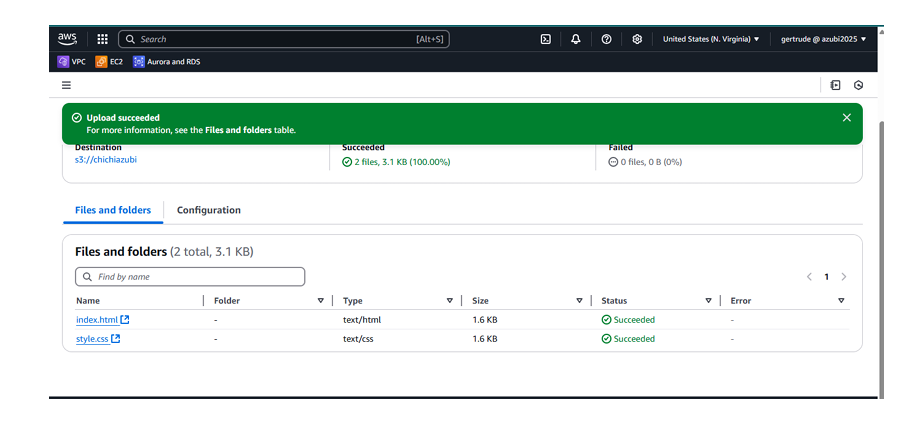 aws
Search [Alt+S] United States (N. Virginia) gertrude @ azubi2025
VPC EC2 Aurora and RDS
Upload succeeded
For more information, see the Files and folders table.
Destination Succeeded Failed
s3://chichiazubi 2 files, 3.1 KB (100.00%) 0 files, 0 B (0%)
Files and folders Configuration
Files and folders (2 total, 3.1 KB)
Find by name 1
Name Folder Type Size Status Error
index.html - text/html 1.6 KB Succeeded -
style.css - text/css 1.6 KB Succeeded -